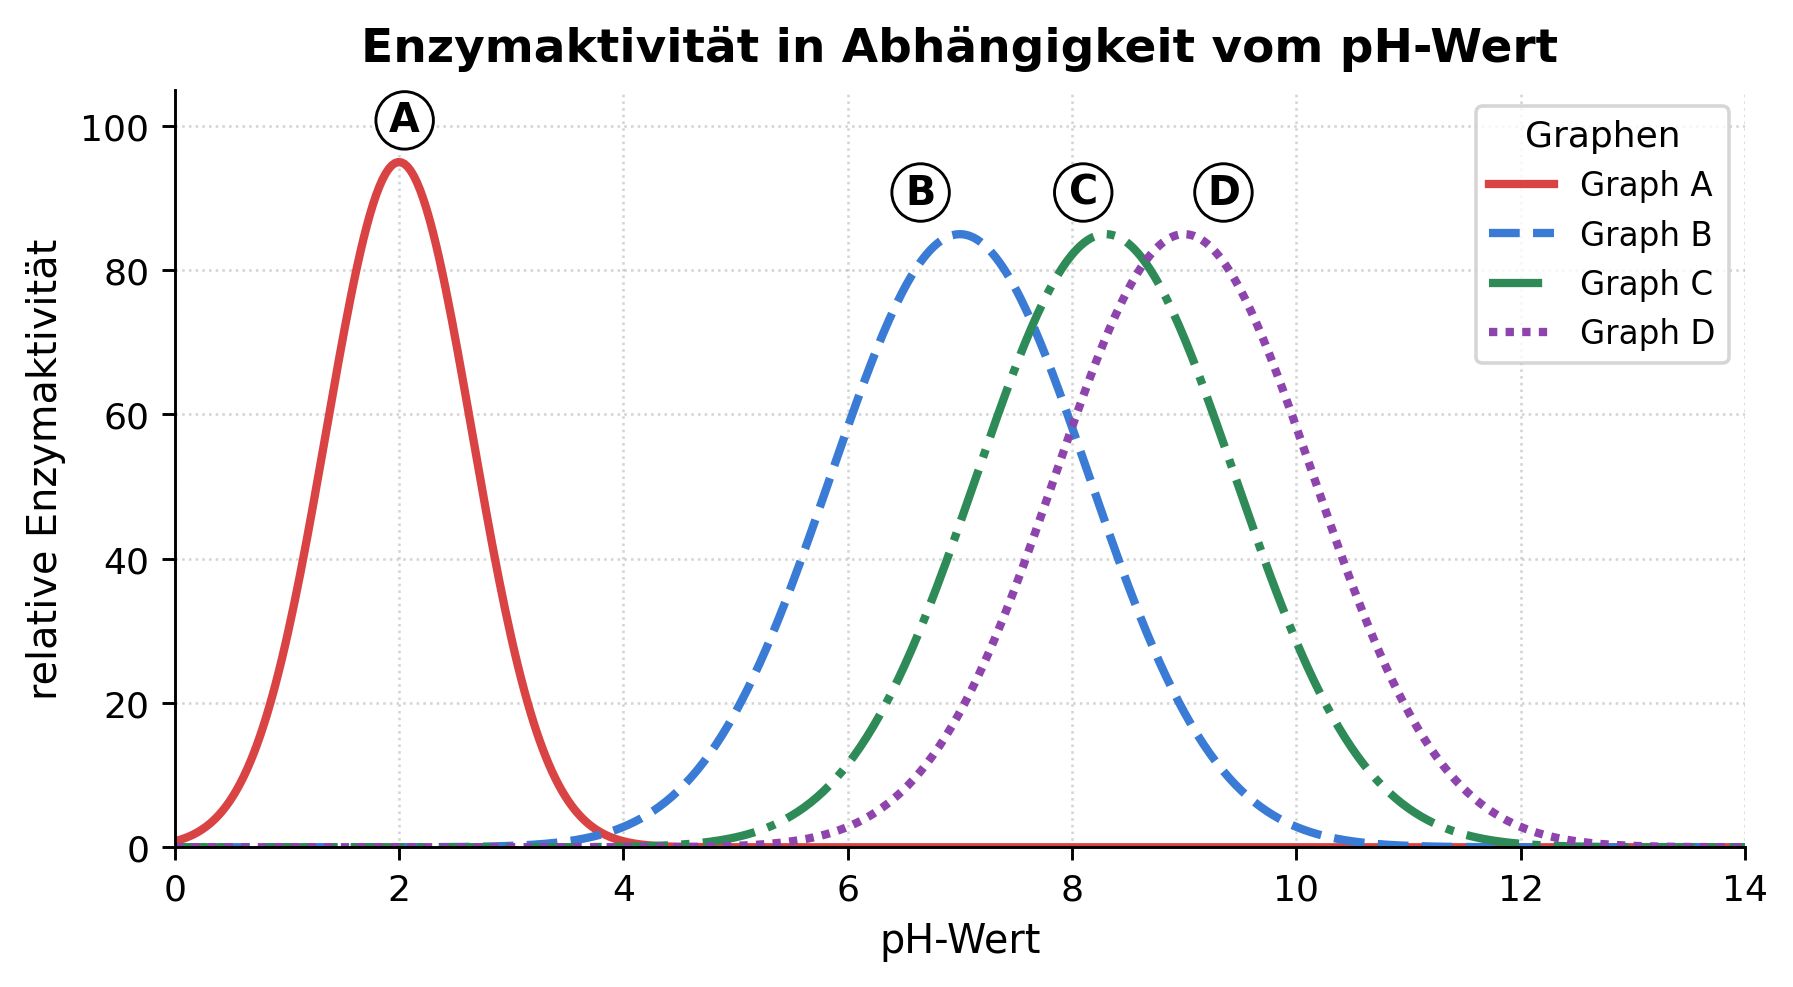 Enzymaktivität in Abhängigkeit vom pH-Wert
relative Enzymaktivität
100
80
60
40
20
0
A
B
C
D
Graphen
Graph A
Graph B
Graph C
Graph D
0 2 4 6 8 10 12 14
pH-Wert